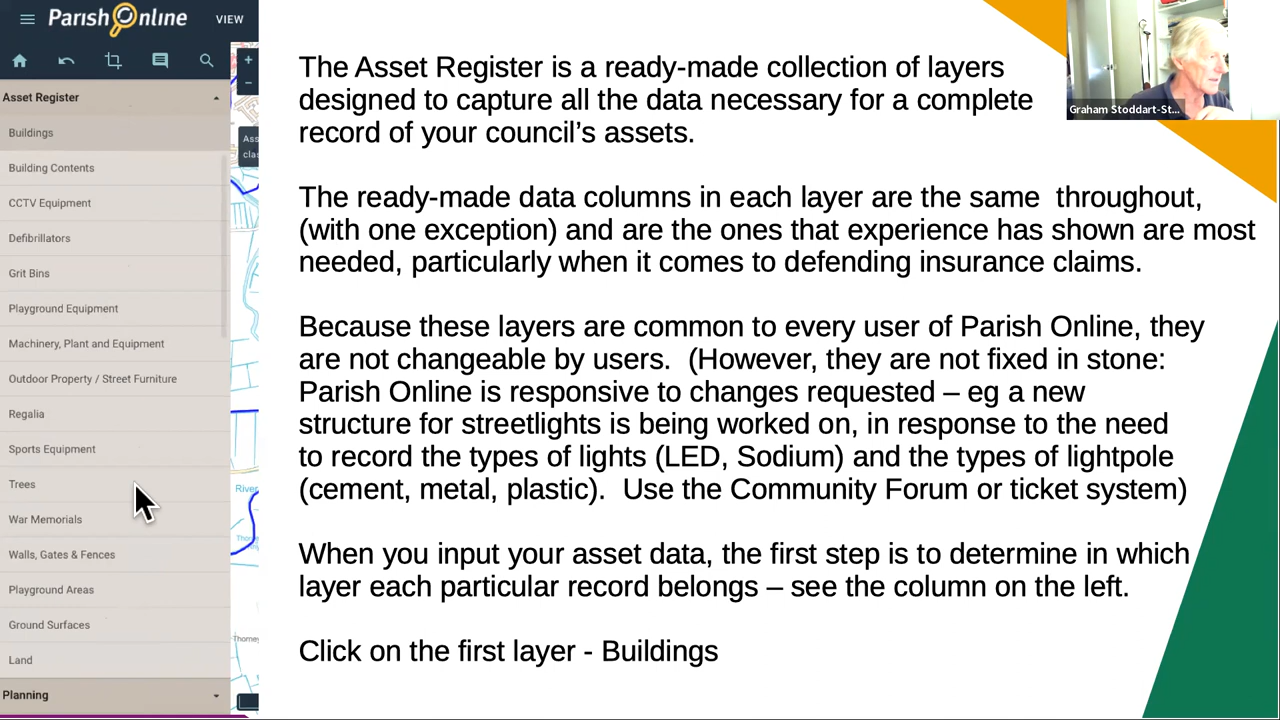 Parish Online
VIEW
Asset Register
Buildings
Building Contents
CCTV Equipment
Defibrillators
Grit Bins
Playground Equipment
Machinery, Plant and Equipment
Outdoor Property / Street Furniture
Regalia
Sports Equipment
Trees
War Memorials
Walls, Gates & Fences
Playground Areas
Ground Surfaces
Land
Planning
Ass
clas
River
Thorney
The Asset Register is a ready-made collection of layers
designed to capture all the data necessary for a complete
record of your council's assets.
The ready-made data columns in each layer are the same throughout,
(with one exception) and are the ones that experience has shown are most
needed, particularly when it comes to defending insurance claims.
Because these layers are common to every user of Parish Online, they
are not changeable by users. (However, they are not fixed in stone:
Parish Online is responsive to changes requested – eg a new
structure for streetlights is being worked on, in response to the need
to record the types of lights (LED, Sodium) and the types of lightpole
(cement, metal, plastic). Use the Community Forum or ticket system)
When you input your asset data, the first step is to determine in which
layer each particular record belongs – see the column on the left.
Click on the first layer - Buildings
Graham Stoddart-St...